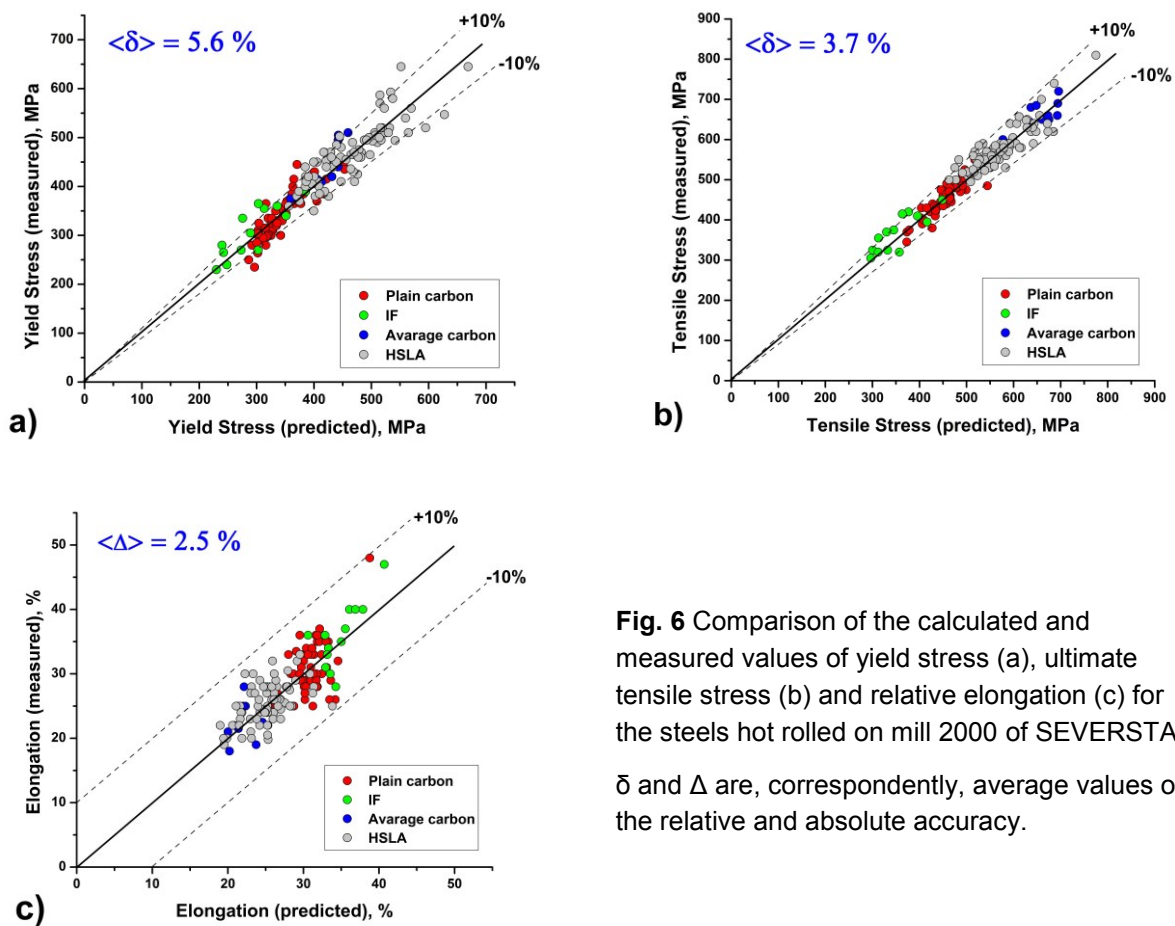 <δ> = 5.6 %
+10%
-10%
700
600
500
400
300
200
100
0
Yield Stress (measured), MPa
Plain carbon
IF
Avarage carbon
HSLA
0 100 200 300 400 500 600 700
Yield Stress (predicted), MPa
a)
<δ> = 3.7 %
+10%
-10%
900
800
700
600
500
400
300
200
100
0
Tensile Stress (measured), MPa
Plain carbon
IF
Avarage carbon
HSLA
0 100 200 300 400 500 600 700 800 900
Tensile Stress (predicted), MPa
b)
<Δ> = 2.5 %
+10%
-10%
50
40
30
20
10
0
Elongation (measured), %
Plain carbon
IF
Avarage carbon
HSLA
0 10 20 30 40 50
Elongation (predicted), %
c)
Fig. 6 Comparison of the calculated and
measured values of yield stress (a), ultimate
tensile stress (b) and relative elongation (c) for
the steels hot rolled on mill 2000 of SEVERSTA
δ and Δ are, correspondently, average values o
the relative and absolute accuracy.